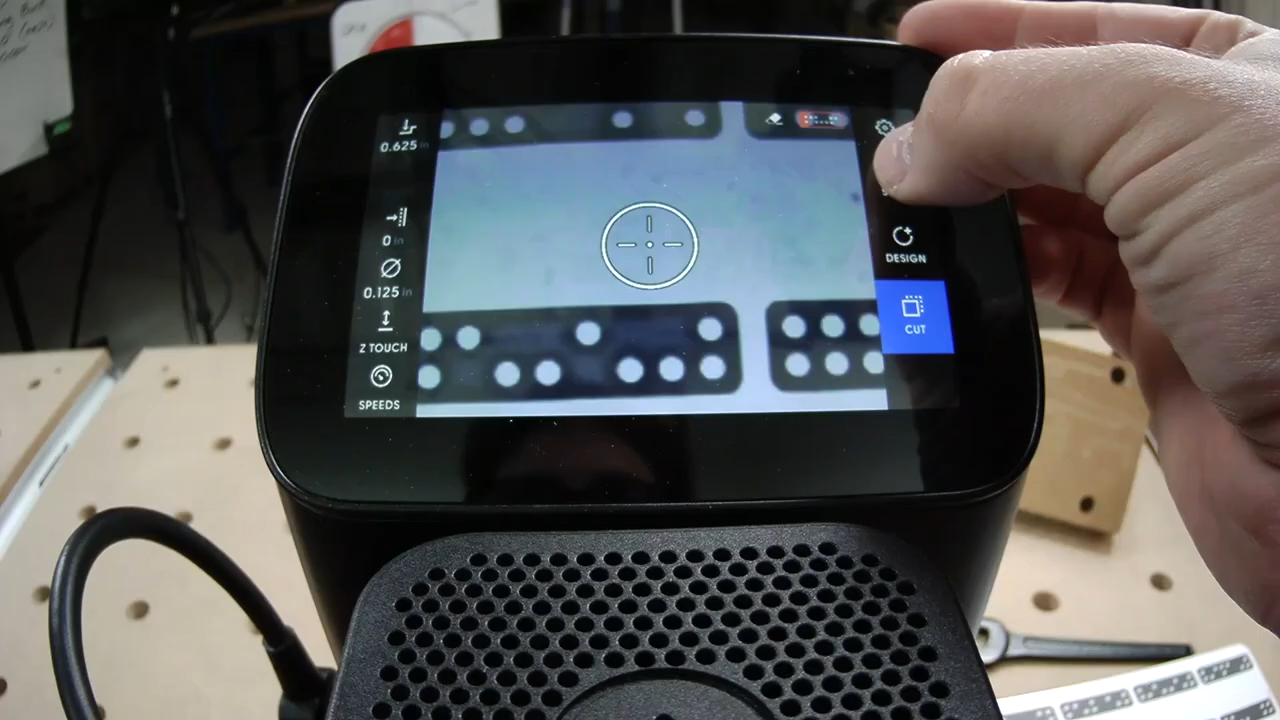 0.625 in
0 in
0.125 in
Z TOUCH
SPEEDS
DESIGN
CUT